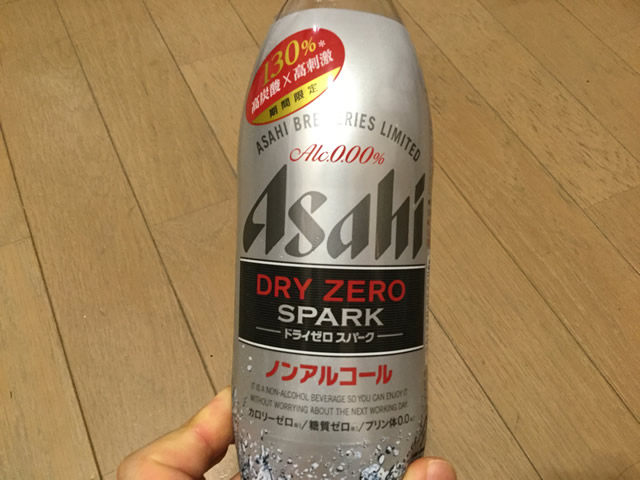 130%*
高炭酸×高刺激
期間限定
ASAHI BREWERIES LIMITED
Alc.0.00%
Asahi
DRY ZERO
SPARK
ドライゼロ スパーク
ノンアルコール
IT IS A NON-ALCOHOL BEVERAGE SO YOU CAN ENJOY IT
WITHOUT WORRYING ABOUT THE NEXT WORKING DAY
カロリーゼロ/糖質ゼロ/プリン体0.0